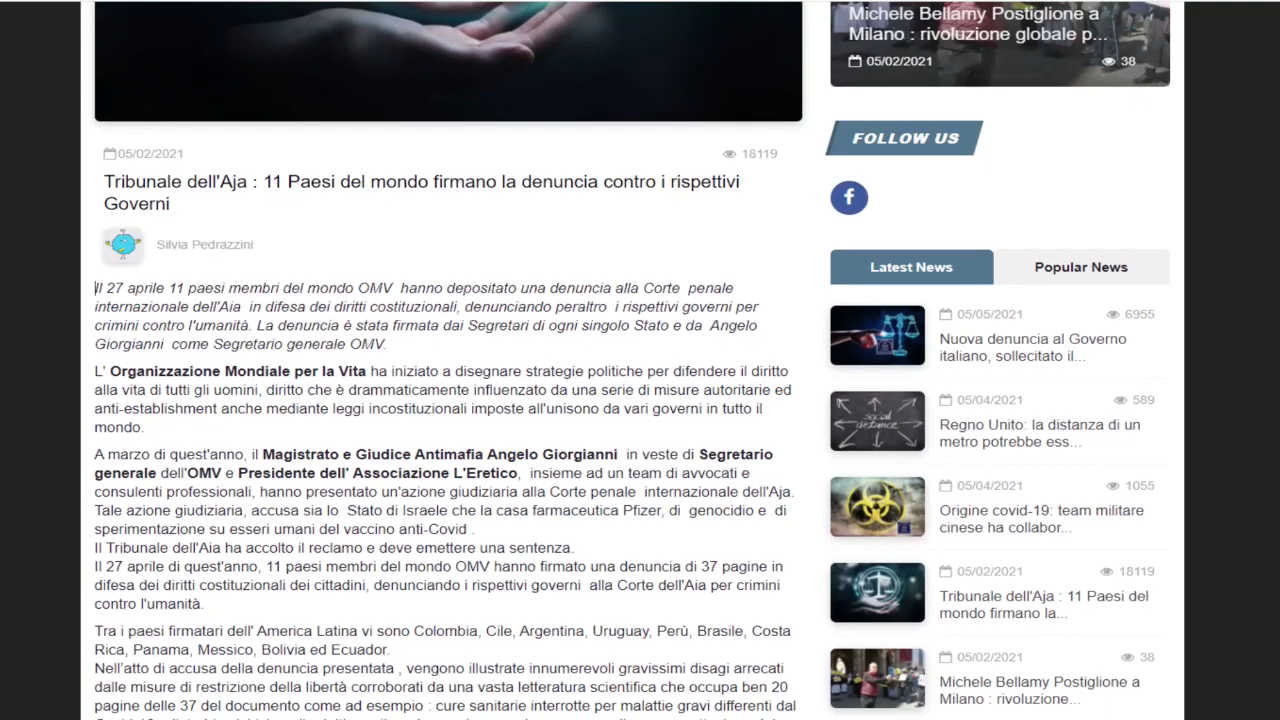 Michele Bellamy Postiglione a
Milano : rivoluzione globale p...
05/02/2021
38
05/02/2021
18119
Tribunale dell'Aja : 11 Paesi del mondo firmano la denuncia contro i rispettivi
Governi
Silvia Pedrazzini
Il 27 aprile 11 paesi membri del mondo OMV hanno depositato una denuncia alla Corte penale
internazionale dell'Aia in difesa dei diritti costituzionali, denunciando peraltro i rispettivi governi per
crimini contro l'umanità. La denuncia è stata firmata dai Segretari di ogni singolo Stato e da Angelo
Giorgianni come Segretario generale OMV.
L' Organizzazione Mondiale per la Vita ha iniziato a disegnare strategie politiche per difendere il diritto
alla vita di tutti gli uomini, diritto che è drammaticamente influenzato da una serie di misure autoritarie ed
anti-establishment anche mediante leggi incostituzionali imposte all'unisono da vari governi in tutto il
mondo.
A marzo di quest'anno, il Magistrato e Giudice Antimafia Angelo Giorgianni in veste di Segretario
generale dell'OMV e Presidente dell' Associazione L'Eretico, insieme ad un team di avvocati e
consulenti professionali, hanno presentato un'azione giudiziaria alla Corte penale internazionale dell'Aja.
Tale azione giudiziaria, accusa sia lo Stato di Israele che la casa farmaceutica Pfizer, di genocidio e di
sperimentazione su esseri umani del vaccino anti-Covid .
Il Tribunale dell'Aia ha accolto il reclamo e deve emettere una sentenza.
Il 27 aprile di quest'anno, 11 paesi membri del mondo OMV hanno firmato una denuncia di 37 pagine in
difesa dei diritti costituzionali dei cittadini, denunciando i rispettivi governi alla Corte dell'Aia per crimini
contro l'umanità.
Tra i paesi firmatari dell' America Latina vi sono Colombia, Cile, Argentina, Uruguay, Perù, Brasile, Costa
Rica, Panama, Messico, Bolivia ed Ecuador.
Nell'atto di accusa della denuncia presentata , vengono illustrate innumerevoli gravissimi disagi arrecati
dalle misure di restrizione della libertà corroborati da una vasta letteratura scientifica che occupa ben 20
pagine delle 37 del documento come ad esempio : cure sanitarie interrotte per malattie gravi differenti dal
FOLLOW US
Latest News
Popular News
05/05/2021
6955
Nuova denuncia al Governo
italiano, sollecitato il...
social
distance
05/04/2021
589
Regno Unito: la distanza di un
metro potrebbe ess...
05/04/2021
1055
Origine covid-19: team militare
cinese ha collabor...
05/02/2021
18119
Tribunale dell'Aja : 11 Paesi del
mondo firmano la...
05/02/2021
38
Michele Bellamy Postiglione a
Milano : rivoluzione...